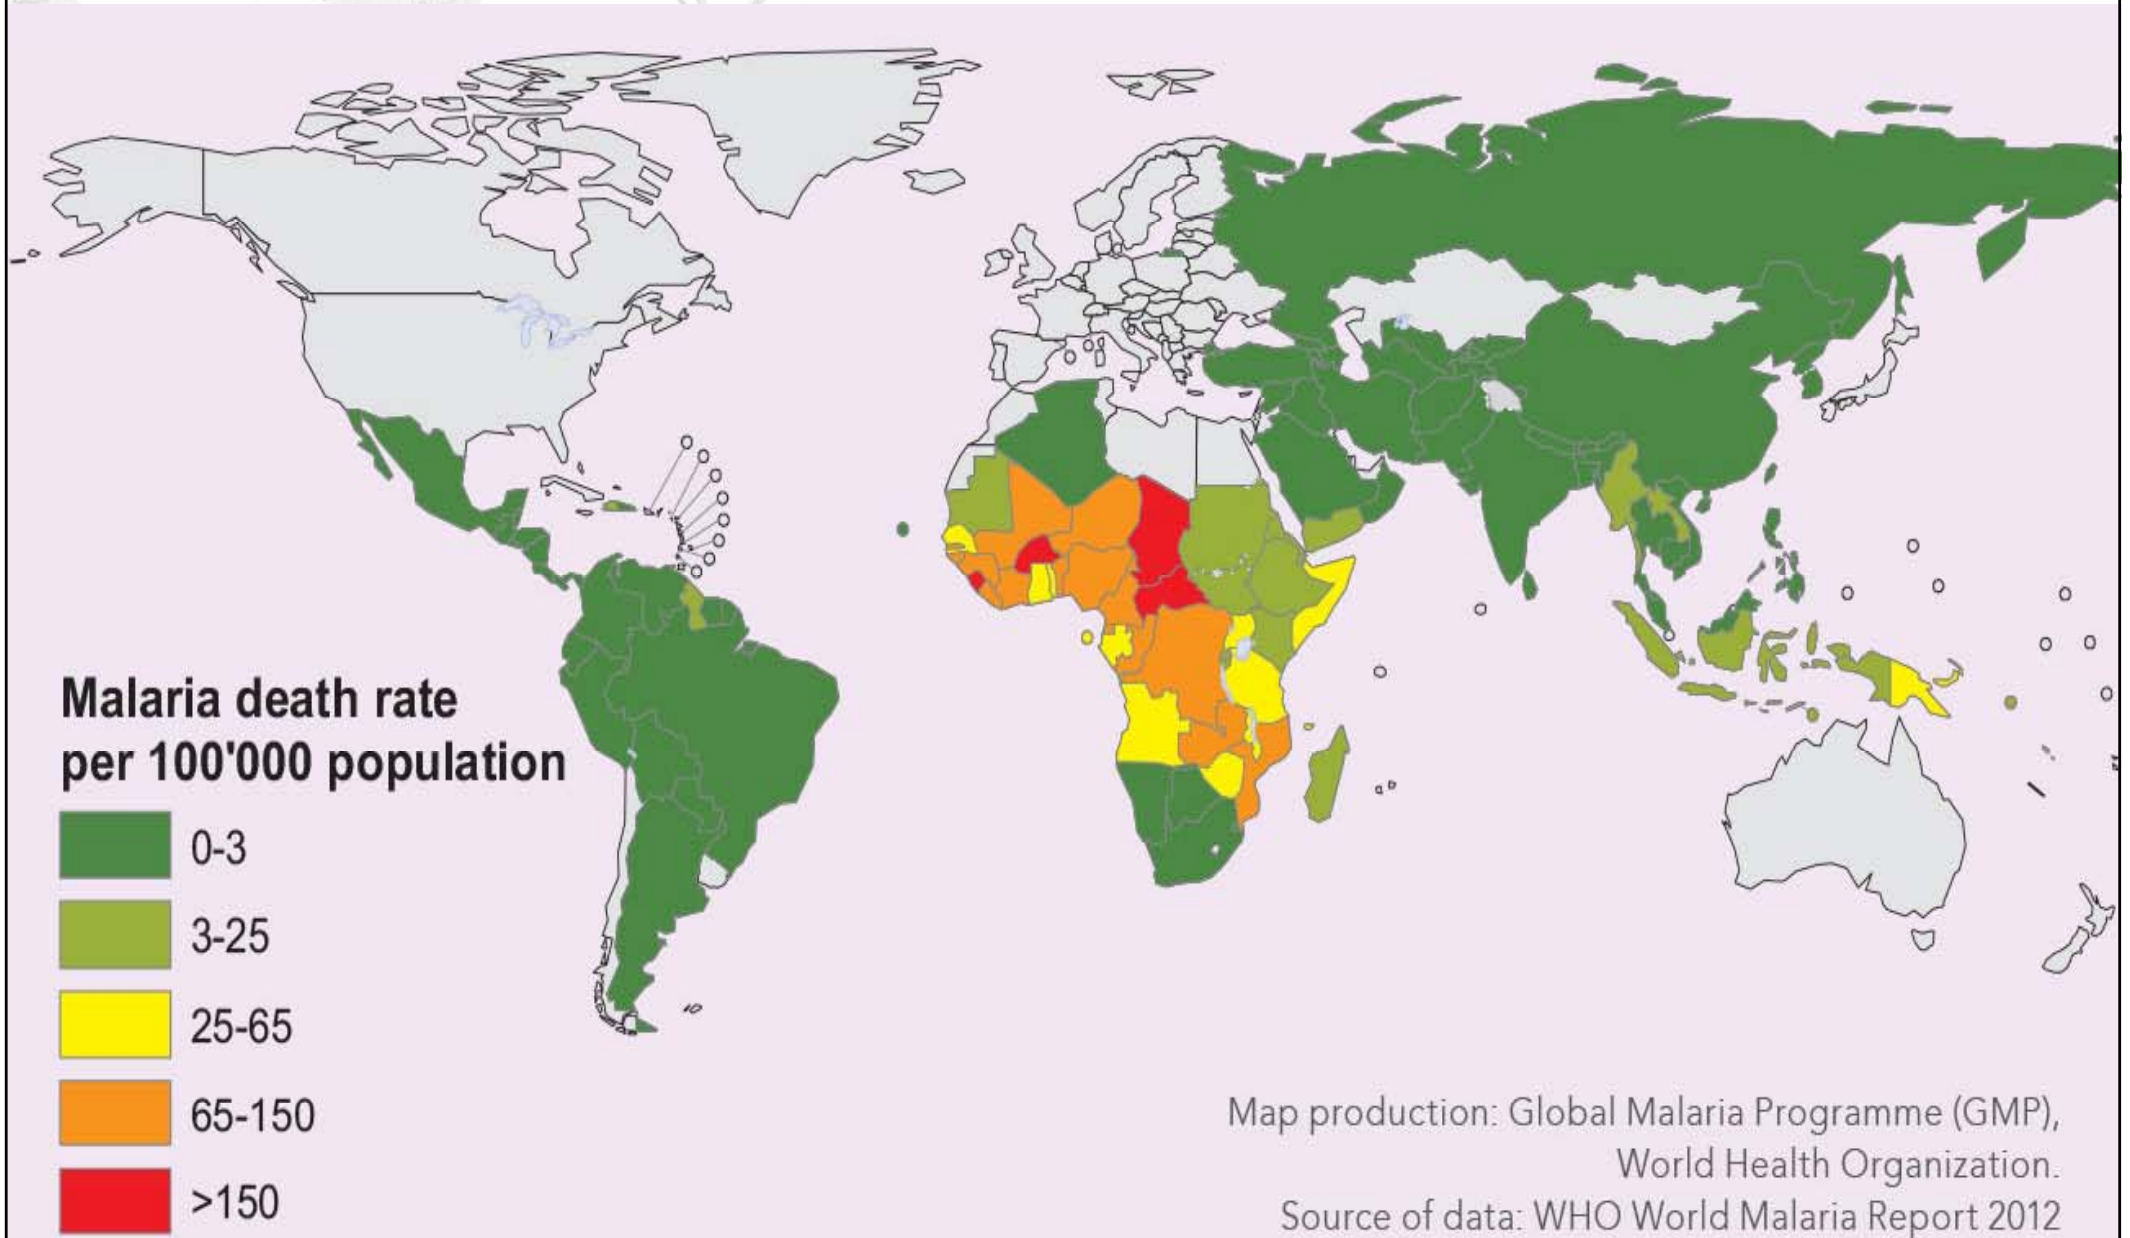 Malaria death rate
per 100'000 population
0-3
3-25
25-65
65-150
>150
Map production: Global Malaria Programme (GMP),
World Health Organization.
Source of data: WHO World Malaria Report 2012